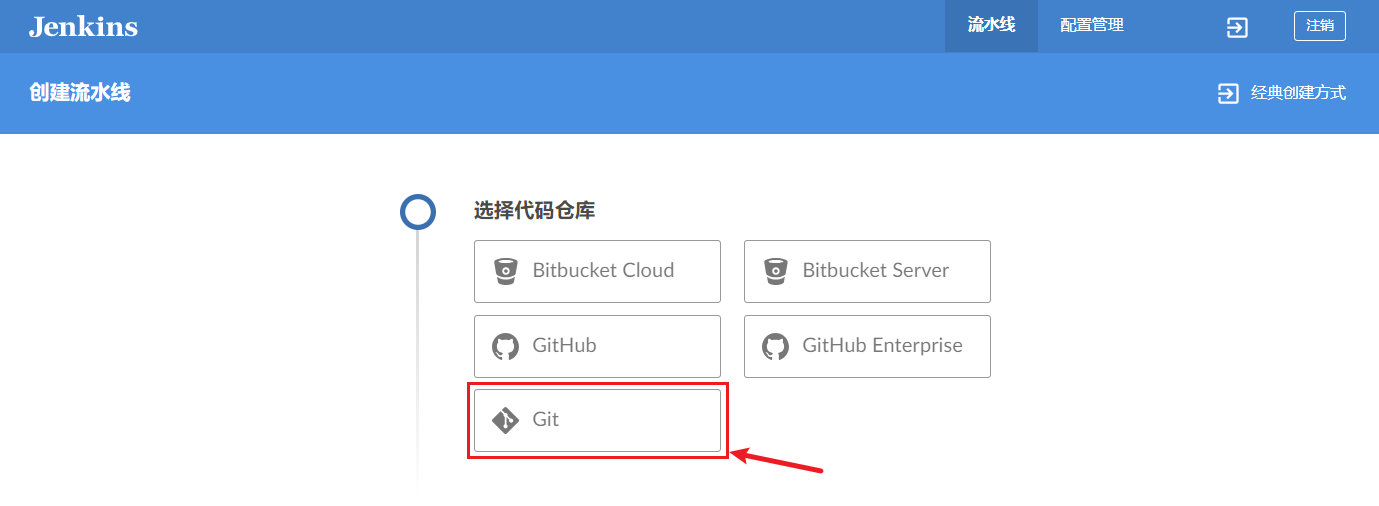 Jenkins
流水线
配置管理
注销
创建流水线
经典创建方式
选择代码仓库
Bitbucket Cloud
Bitbucket Server
GitHub
GitHub Enterprise
Git